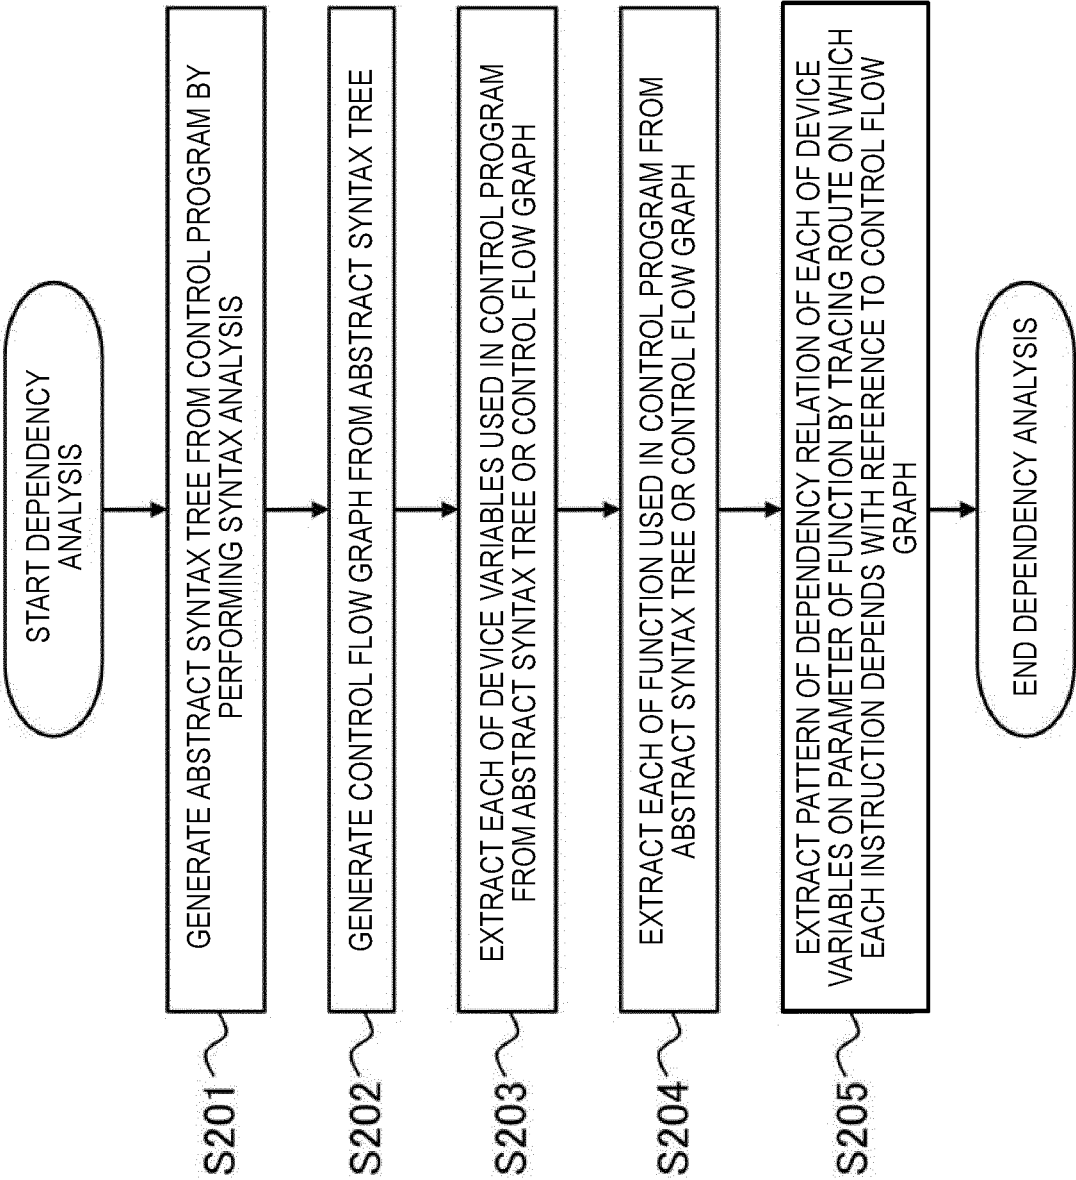 START DEPENDENCY
ANALYSIS
S201
GENERATE ABSTRACT SYNTAX TREE FROM CONTROL PROGRAM BY
PERFORMING SYNTAX ANALYSIS
S202
GENERATE CONTROL FLOW GRAPH FROM ABSTRACT SYNTAX TREE
S203
EXTRACT EACH OF DEVICE VARIABLES USED IN CONTROL PROGRAM
FROM ABSTRACT SYNTAX TREE OR CONTROL FLOW GRAPH
S204
EXTRACT EACH OF FUNCTION USED IN CONTROL PROGRAM FROM
ABSTRACT SYNTAX TREE OR CONTROL FLOW GRAPH
S205
EXTRACT PATTERN OF DEPENDENCY RELATION OF EACH OF DEVICE
VARIABLES ON PARAMETER OF FUNCTION BY TRACING ROUTE ON WHICH
EACH INSTRUCTION DEPENDS WITH REFERENCE TO CONTROL FLOW
GRAPH
END DEPENDENCY ANALYSIS